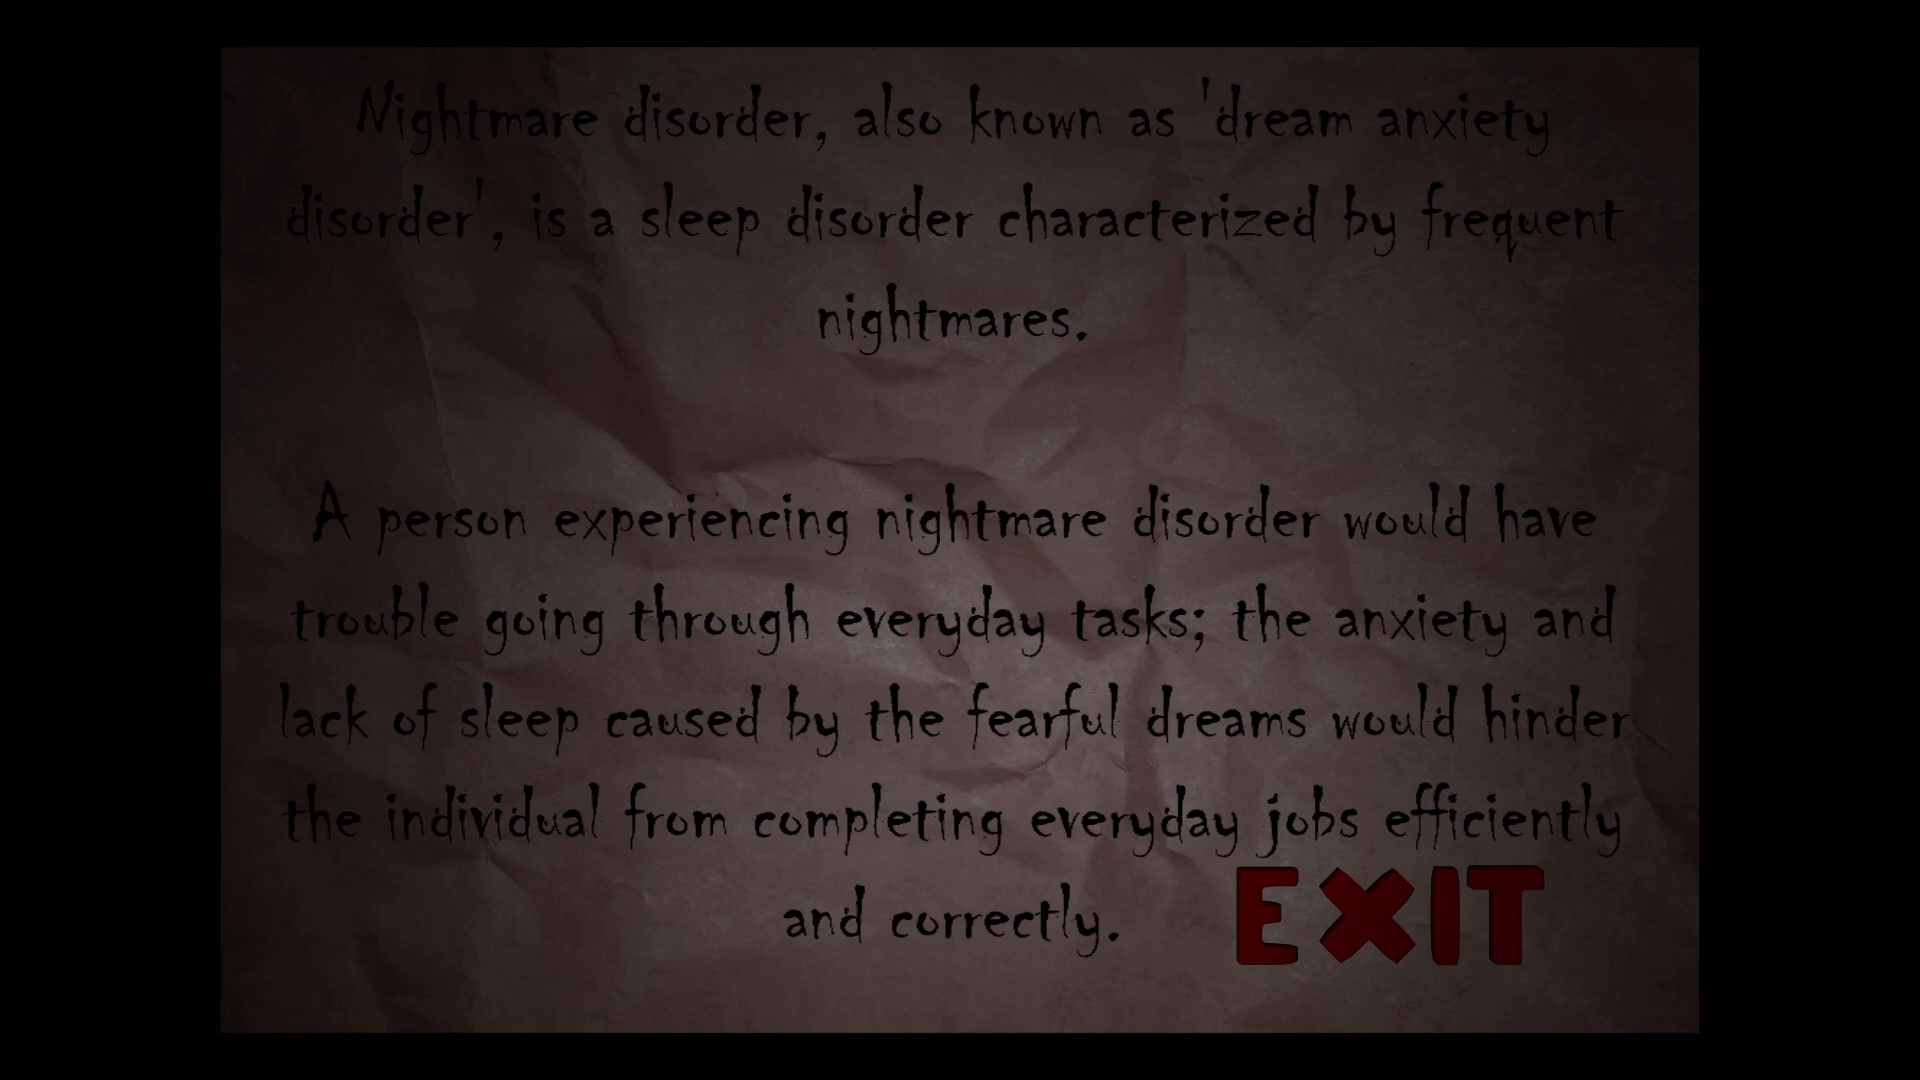 Nightmare disorder, also known as 'dream anxiety
disorder', is a sleep disorder characterized by frequent
nightmares.
A person experiencing nightmare disorder would have
trouble going through everyday tasks; the anxiety and
lack of sleep caused by the fearful dreams would hinder
the individual from completing everyday jobs efficiently
and correctly.
EXIT